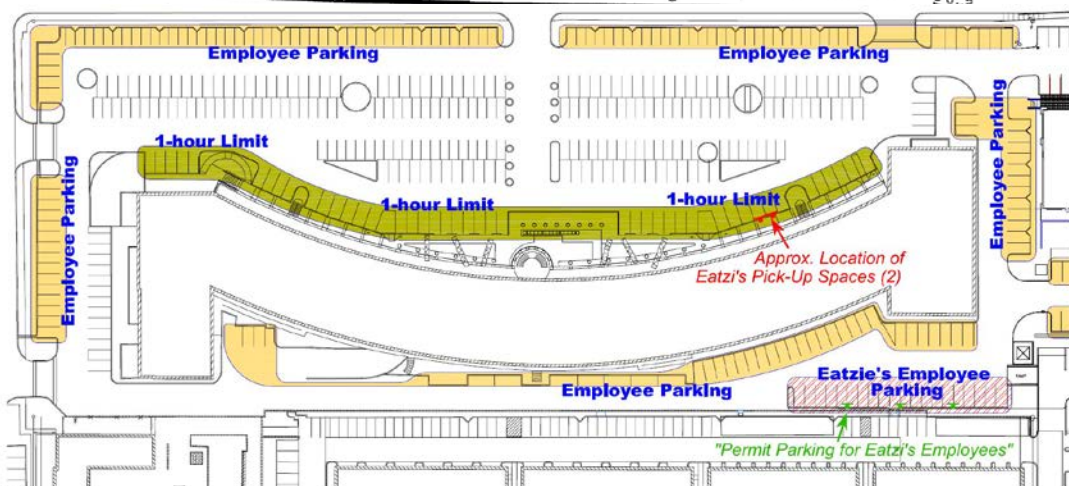 Employee Parking
Employee Parking
1-hour Limit
1-hour Limit
1-hour Limit
Employee Parking
Employee Parking
Approx. Location of
Eatzi's Pick-Up Spaces (2)
Employee Parking
Eatzie's Employee
Parking
"Permit Parking for Eatzi's Employees"